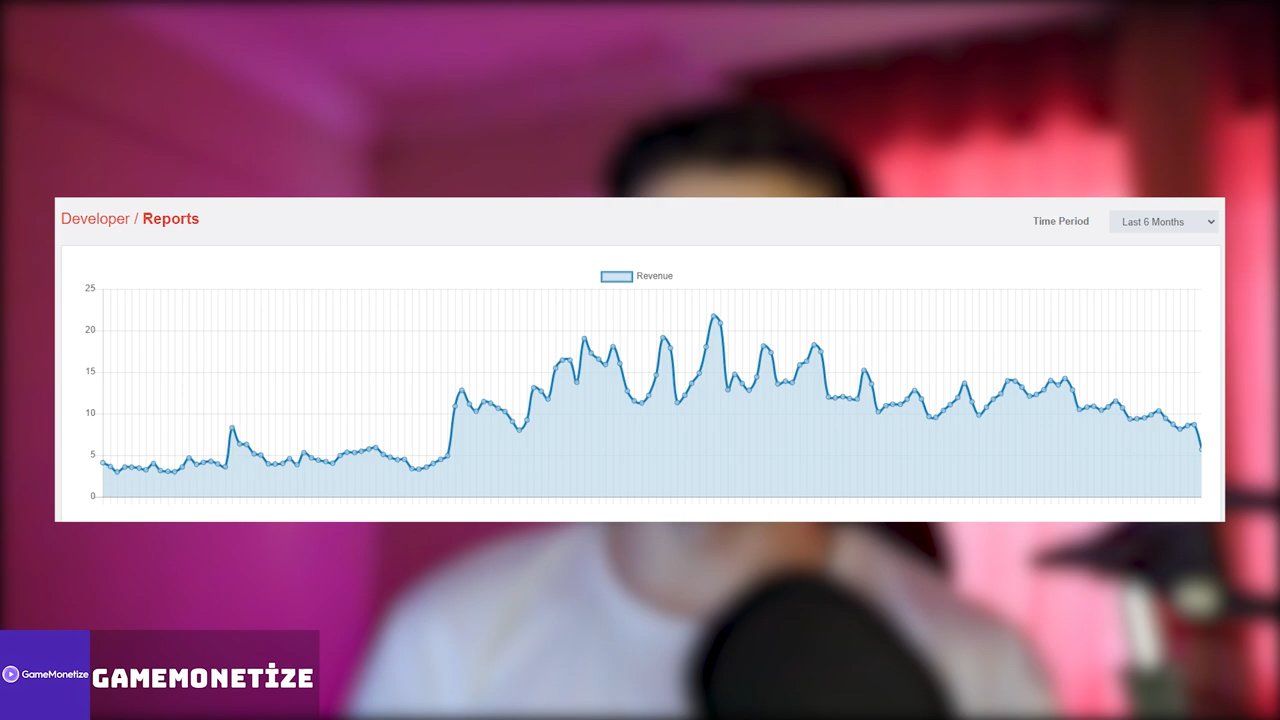 Developer / Reports
Time Period
Last 6 Months
Revenue
25
20
15
10
5
0
GameMonetize
GAMEMONETİZE